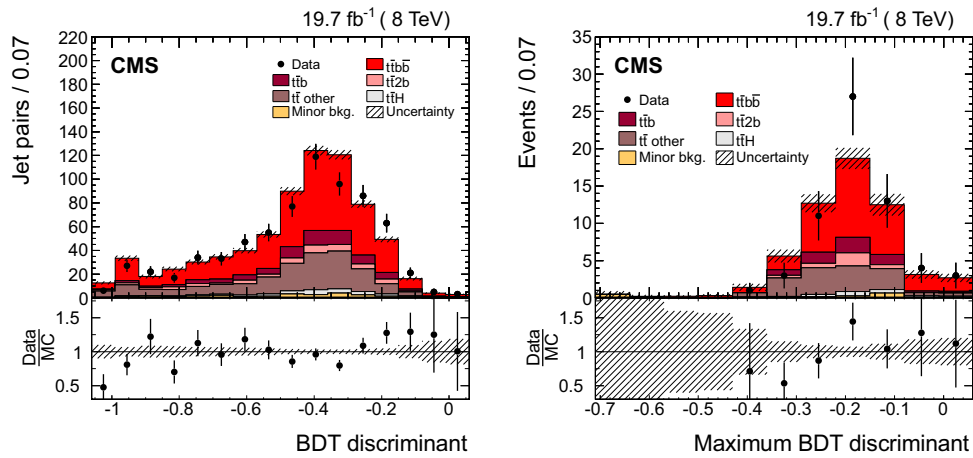 19.7 fb⁻¹ ( 8 TeV)
Jet pairs / 0.07
220
200
180
160
140
120
100
80
60
40
20
0
CMS
Data
tt̄bb̄
tt̄b
tt̄2b
tt̄ other
tt̄H
Minor bkg.
Uncertainty
Data
MC
1.5
1
0.5
-1
-0.8
-0.6
-0.4
-0.2
0
BDT discriminant
19.7 fb⁻¹ ( 8 TeV)
Events / 0.07
35
30
25
20
15
10
5
0
CMS
Data
tt̄bb̄
tt̄b
tt̄2b
tt̄ other
tt̄H
Minor bkg.
Uncertainty
Data
MC
1.5
1
0.5
-0.7
-0.6
-0.5
-0.4
-0.3
-0.2
-0.1
0
Maximum BDT discriminant